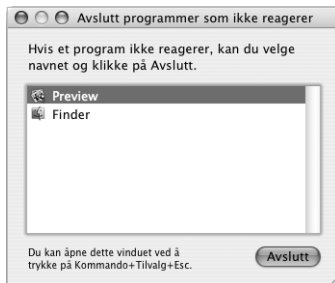 Avslutt programmer som ikke reagerer
Hvis et program ikke reagerer, kan du velge
navnet og klikke på Avslutt.
Preview
Finder
Du kan åpne dette vinduet ved å
trykke på Kommando+Tilvalg+Esc.
Avslutt